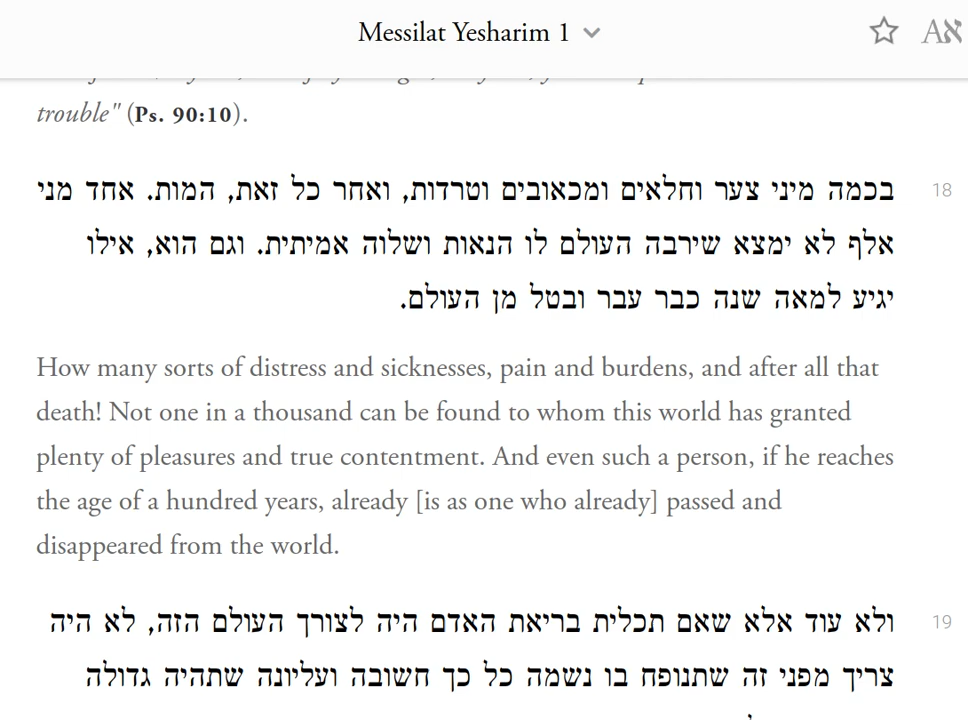 Messilat Yesharim 1
Aא
trouble" (Ps. 90:10).
בכמה מיני צער וחלאים ומכאובים וטרדות, ואחר כל זאת, המות. אחד מני
18
אלף לא ימצא שירבה העולם לו הנאות ושלוה אמיתית. וגם הוא, אילו
יגיע למאה שנה כבר עבר ובטל מן העולם.
How many sorts of distress and sicknesses, pain and burdens, and after all that
death! Not one in a thousand can be found to whom this world has granted
plenty of pleasures and true contentment. And even such a person, if he reaches
the age of a hundred years, already [is as one who already] passed and
disappeared from the world.
ולא עוד אלא שאם תכלית בריאת האדם היה לצורך העולם הזה, לא היה
19
צריך מפני זה שתנופח בו נשמה כל כך חשובה ועליונה שתהיה גדולה